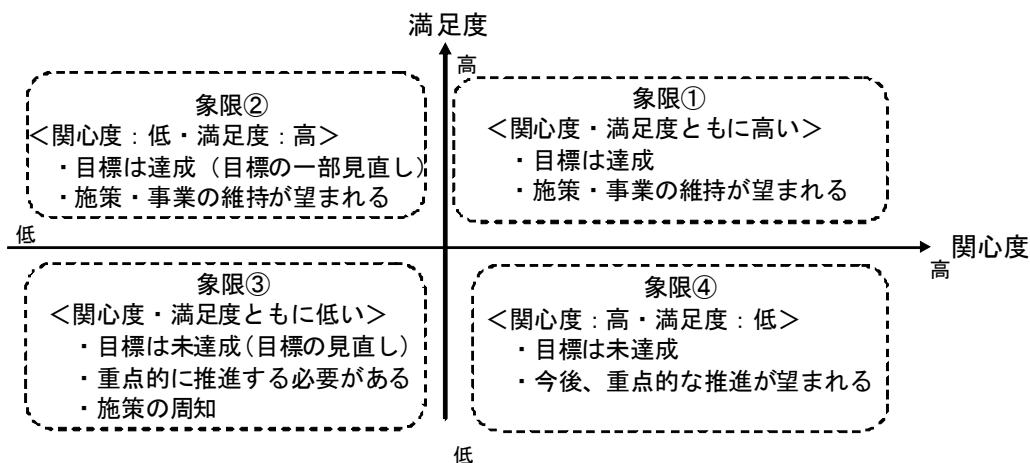 満足度
高
象限②
＜関心度：低・満足度：高＞
・目標は達成（目標の一部見直し）
・施策・事業の維持が望まれる
象限①
＜関心度・満足度ともに高い＞
・目標は達成
・施策・事業の維持が望まれる
低
関心度
高
象限③
＜関心度・満足度ともに低い＞
・目標は未達成（目標の見直し）
・重点的に推進する必要がある
・施策の周知
象限④
＜関心度：高・満足度：低＞
・目標は未達成
・今後、重点的な推進が望まれる
低